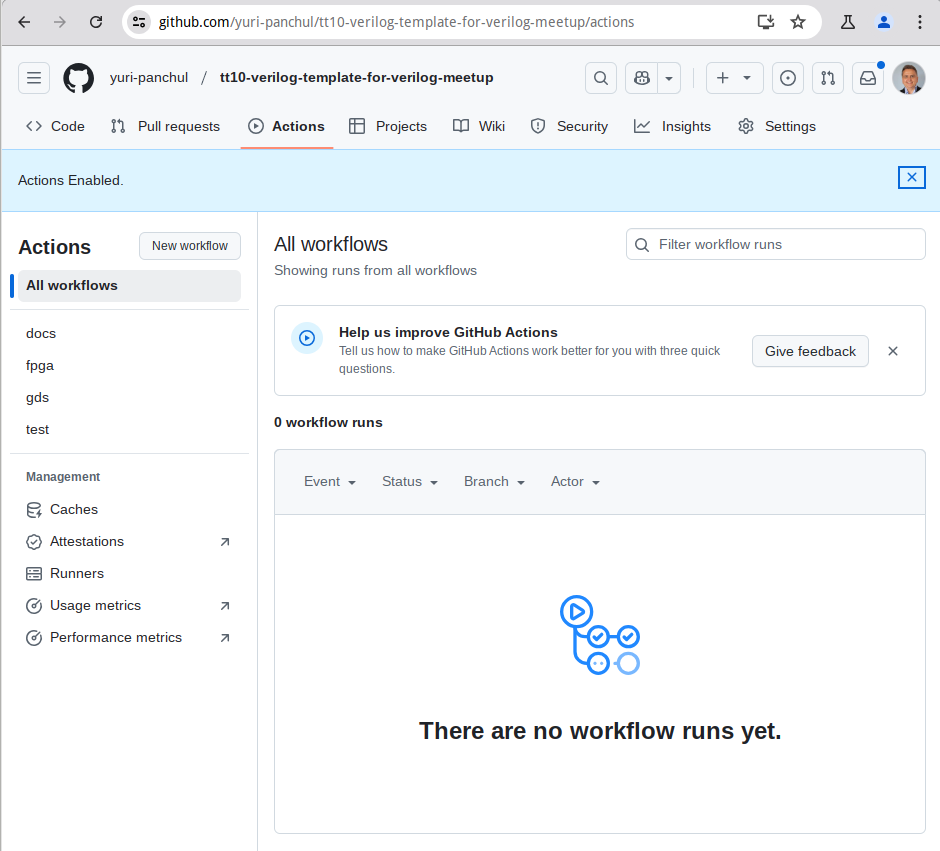 github.com/yuri-panchul/tt10-verilog-template-for-verilog-meetup/actions
yuri-panchul / tt10-verilog-template-for-verilog-meetup
Code Pull requests Actions Projects Wiki Security Insights Settings
Actions Enabled.
Actions
New workflow
All workflows
docs
fpga
gds
test
Management
Caches
Attestations
Runners
Usage metrics
Performance metrics
All workflows
Showing runs from all workflows
Filter workflow runs
Help us improve GitHub Actions
Tell us how to make GitHub Actions work better for you with three quick
questions.
Give feedback
0 workflow runs
Event Status Branch Actor
There are no workflow runs yet.